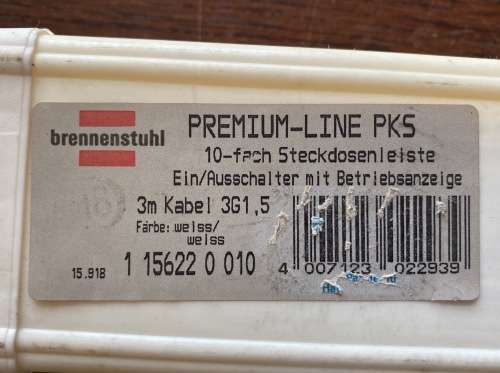 brennenstuhl
PREMIUM-LINE PKS
10-fach Steckdosenleiste
Ein/Ausschalter mit Betriebsanzeige
3m Kabel 3G1,5
Farbe: weiss/
weiss
15.918
1 15622 0 010
4 007123 022939